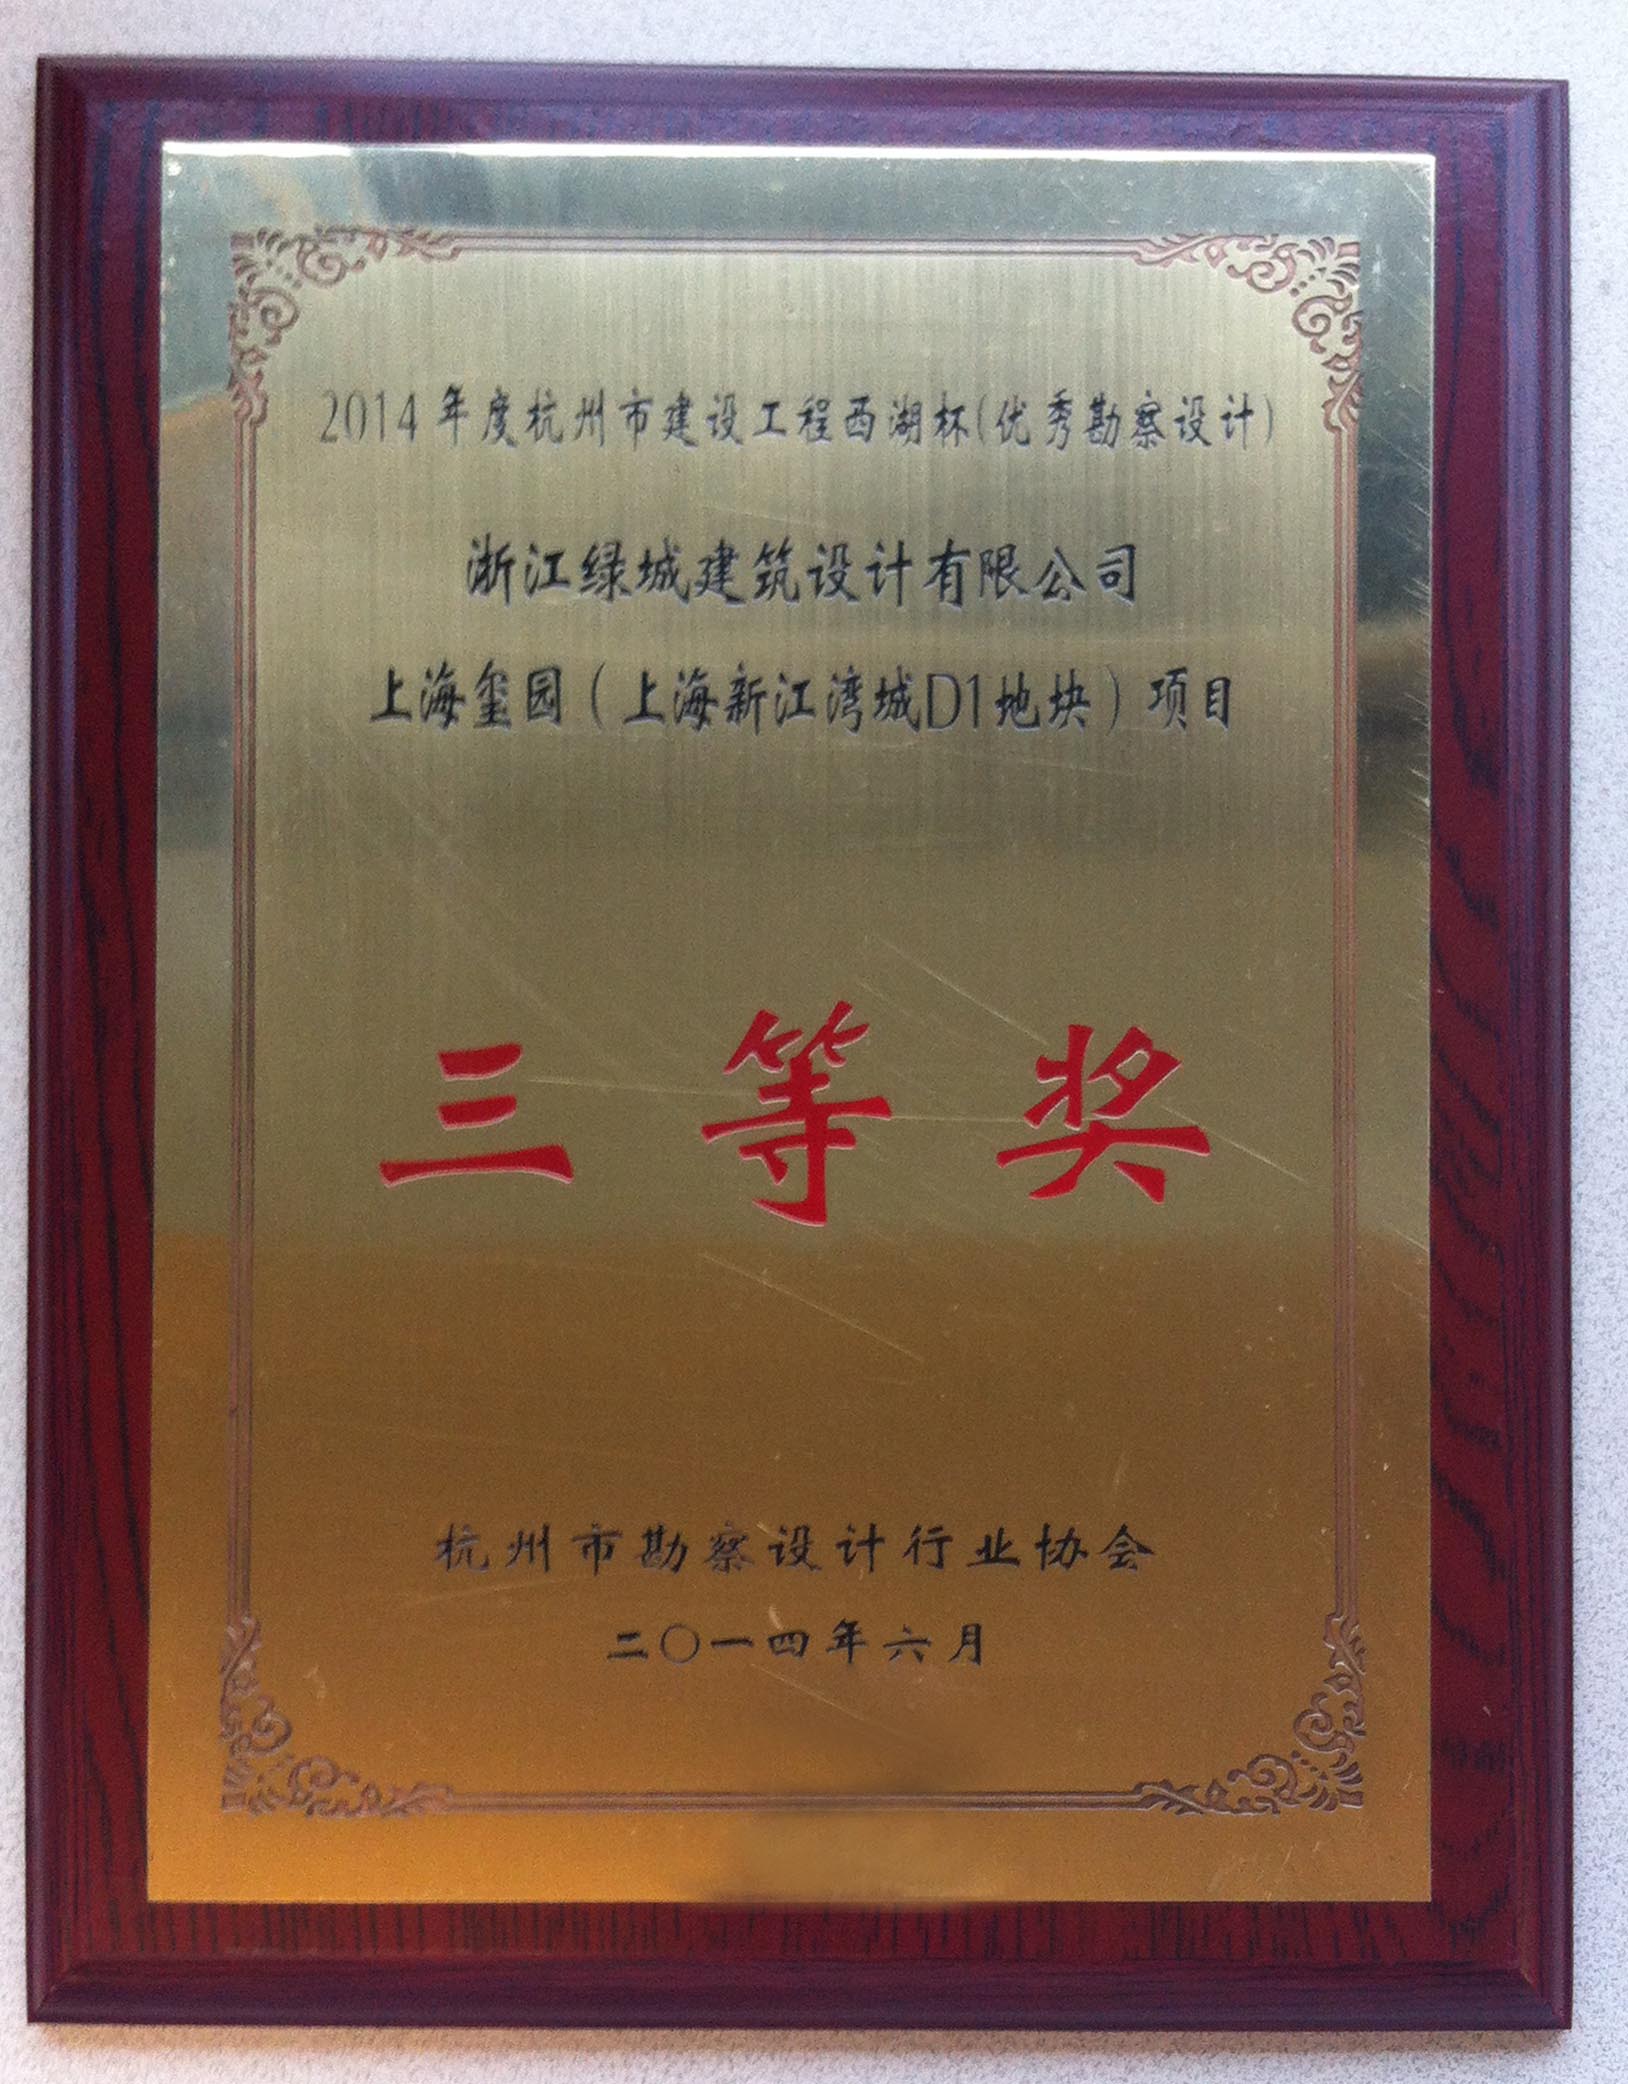 2014年度杭州市建设工程西湖杯(优秀勘察设计)
浙江绿城建筑设计有限公司
上海玺园（上海新江湾城D1地块）项目
三等奖
杭州市勘察设计行业协会
二〇一四年六月